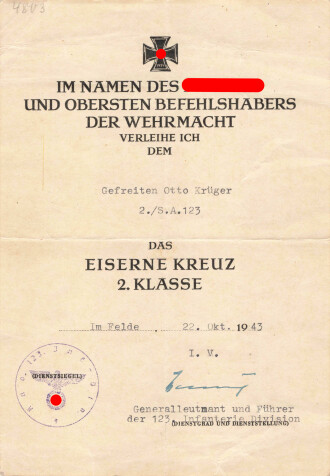 IM NAMEN DES
UND OBERSTEN BEFEHLSHABERS
DER WEHRMACHT
VERLEIHE ICH
DEM
Gefreiten Otto Krüger
2./S.A.123
DAS
EISERNE KREUZ
2. KLASSE
Im Felde, 22. Okt. 1943
I. V.
(DIENSTSIEGEL)
Generalleutnant und Führer
der 123. Infanterie Division
(DIENSTGRAD UND DIENSTSTELLUNG)